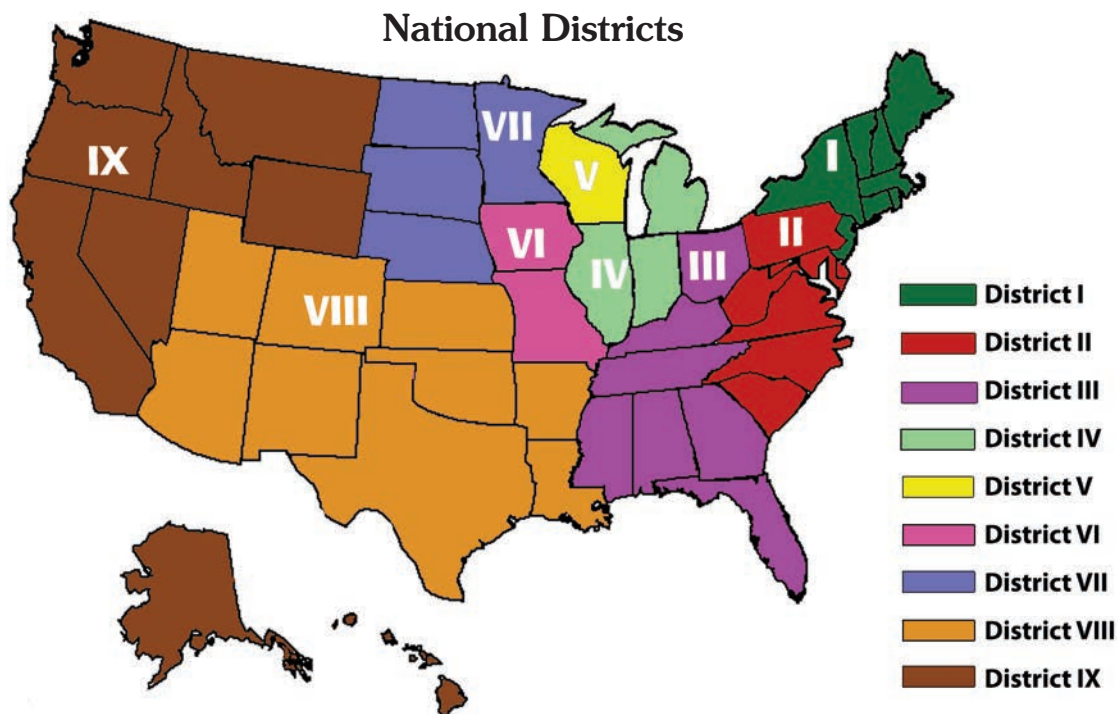 National Districts
IX
VII
V
I
VI
IV
III
II
VIII
District I
District II
District III
District IV
District V
District VI
District VII
District VIII
District IX